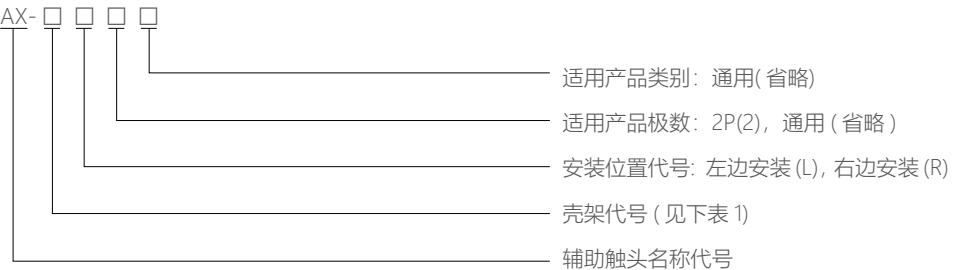 AX-□ □ □ □
适用产品类别：通用(省略)
适用产品极数：2P(2)，通用(省略)
安装位置代号: 左边安装(L), 右边安装(R)
壳架代号(见下表1)
辅助触头名称代号